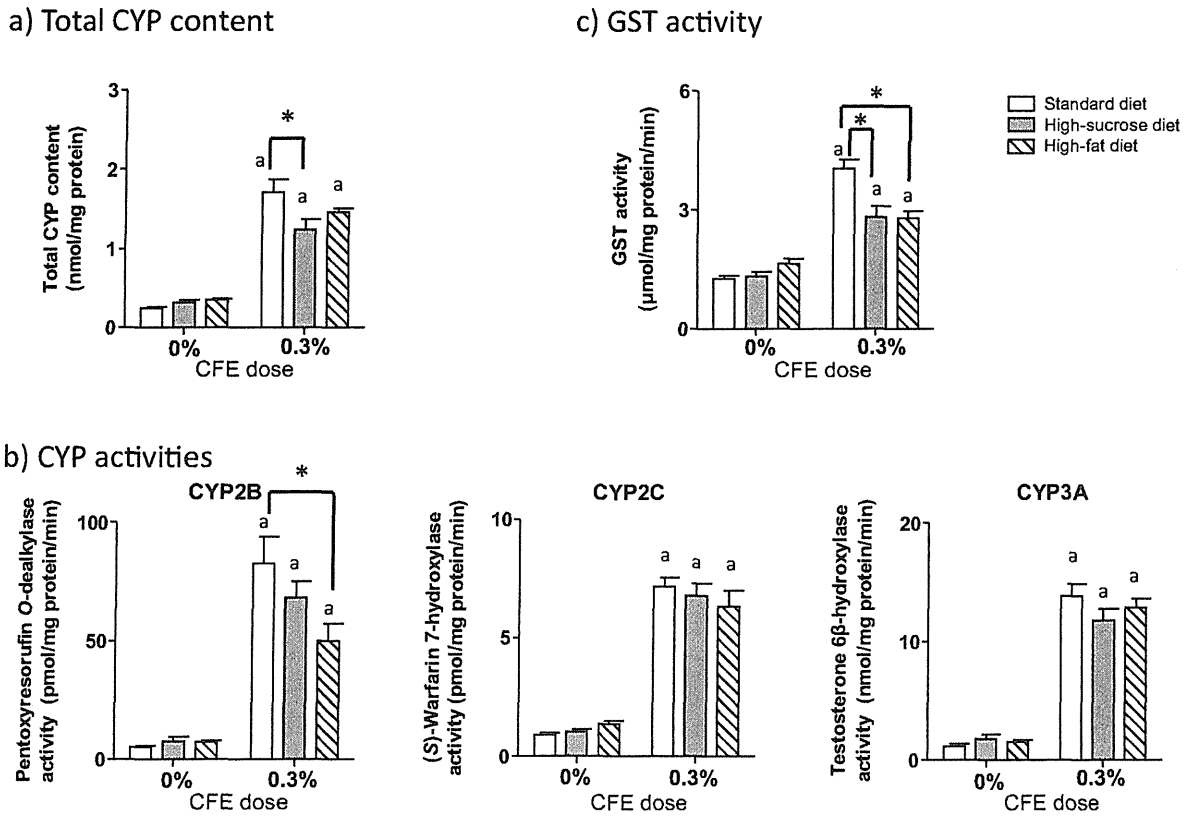 a) Total CYP content
Total CYP content
(nmol/mg protein)
3
2
1
0
*
a
a
a
0%
0.3%
CFE dose
c) GST activity
GST activity
(μmol/mg protein/min)
6
3
0
*
*
a
a
a
0%
0.3%
CFE dose
Standard diet
High-sucrose diet
High-fat diet
b) CYP activities
CYP2B
Pentoxyresorufin O-dealkylase
activity (pmol/mg protein/min)
100
50
0
*
a
a
a
0%
0.3%
CFE dose
CYP2C
(S)-Warfarin 7-hydroxylase
activity (pmol/mg protein/min)
10
5
0
a
a
a
0%
0.3%
CFE dose
CYP3A
Testosterone 6β-hydroxylase
activity (nmol/mg protein/min)
20
10
0
a
a
a
0%
0.3%
CFE dose